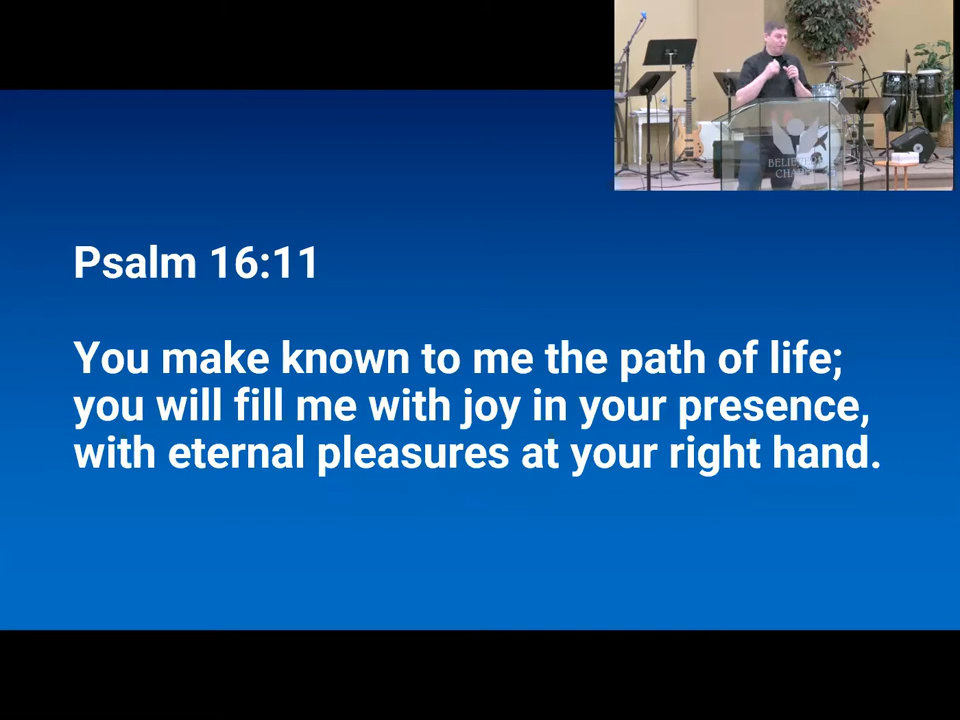 Psalm 16:11
You make known to me the path of life;
you will fill me with joy in your presence,
with eternal pleasures at your right hand.